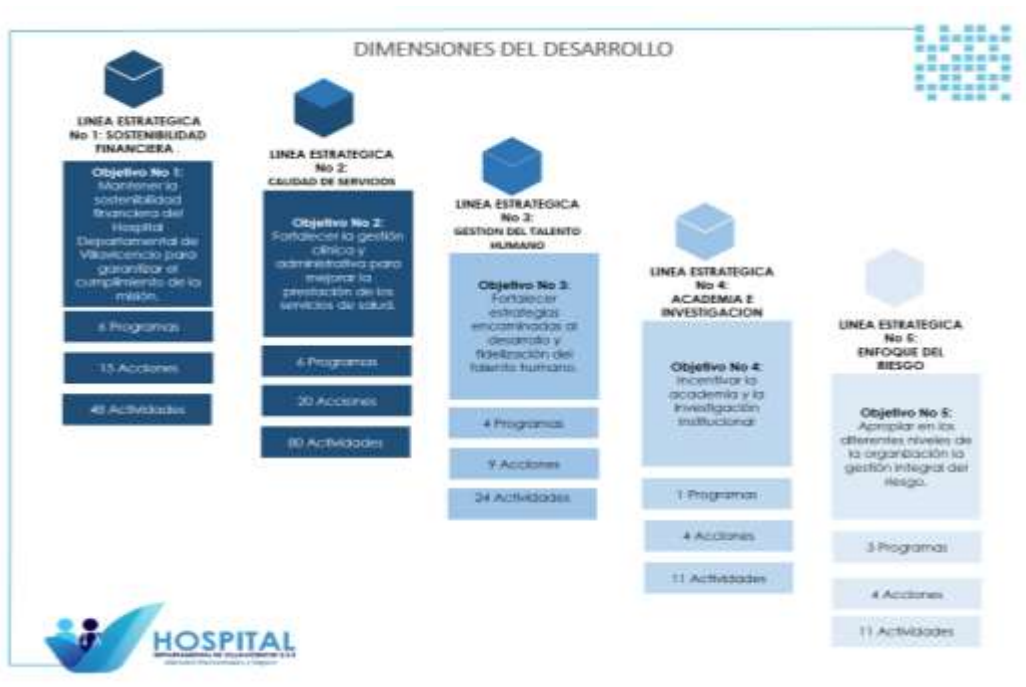 DIMENSIONES DEL DESARROLLO
LINEA ESTRATEGICA
No 1: SOSTENIBILIDAD
FINANCIERA
Objetivo No 1:
Mantener la
sostenibilidad
financiera del
Hospital
Departamental de
Villavicencio para
garantizar el
cumplimiento de la
misión.
6 Programas
15 Acciones
Actividades
LINEA ESTRATEGICA
No 2:
CALIDAD DE SERVICIOS
Objetivo No 2:
Fortalecer la gestión
clínica y
administrativa para
mejorar la
prestación de los
servicios de salud.
6 Programas
20 Acciones
80 Actividades
LINEA ESTRATEGICA
No 3:
GESTION DEL TALENTO
HUMANO
Objetivo No 3:
Fortalecer
estrategias
encaminadas al
desarrollo y
fidelización del
talento humano.
4 Programas
9 Acciones
24 Actividades
LINEA ESTRATEGICA
No 4:
ACADEMIA E
INVESTIGACION
Objetivo No 4:
Incentivar la
academia y la
investigación
institucional
1 Programas
4 Acciones
11 Actividades
LINEA ESTRATEGICA
No 5:
ENFOQUE DEL
RIESGO
Objetivo No 5:
Apropiar en los
diferentes niveles de
la organización la
gestión integral del
riesgo.
3 Programas
4 Acciones
11 Actividades
HOSPITAL
DEPARTAMENTAL DE VILLAVICENCIO E.S.E